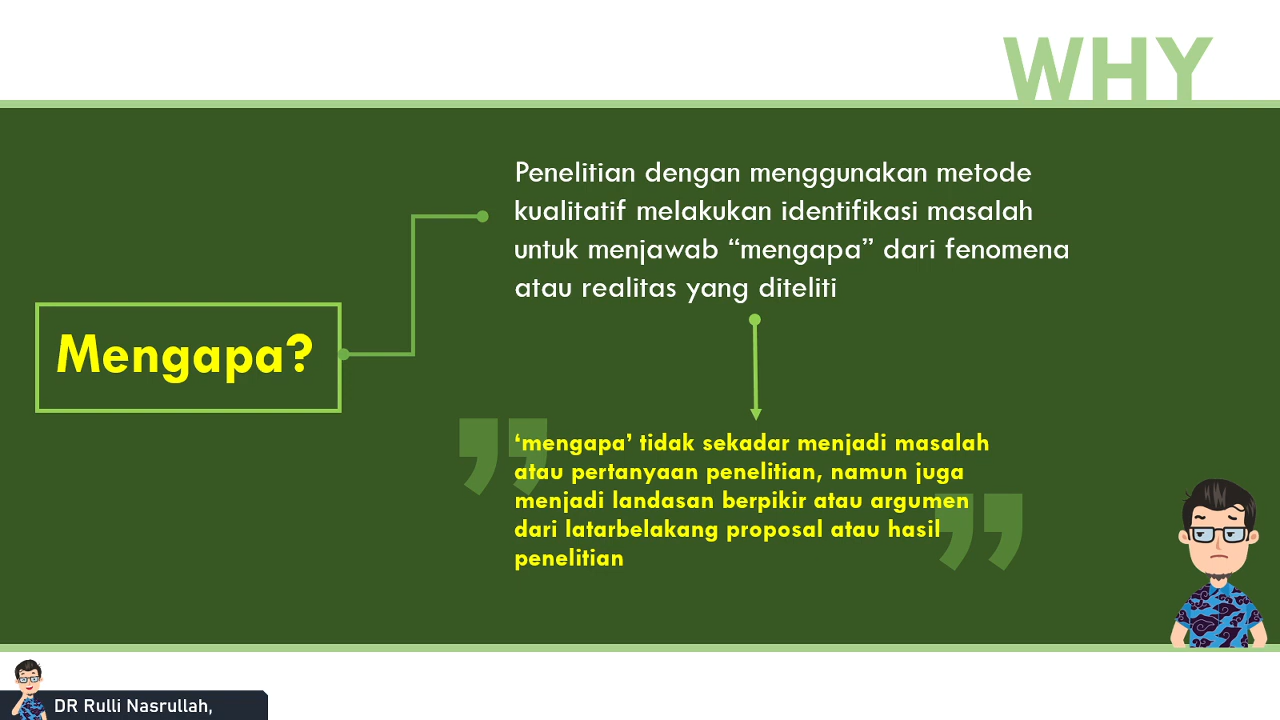 WHY
Penelitian dengan menggunakan metode
kualitatif melakukan identifikasi masalah
untuk menjawab “mengapa” dari fenomena
atau realitas yang diteliti
Mengapa?
‘mengapa’ tidak sekadar menjadi masalah
atau pertanyaan penelitian, namun juga
menjadi landasan berpikir atau argumen
dari latarbelakang proposal atau hasil
penelitian
DR Rulli Nasrullah,